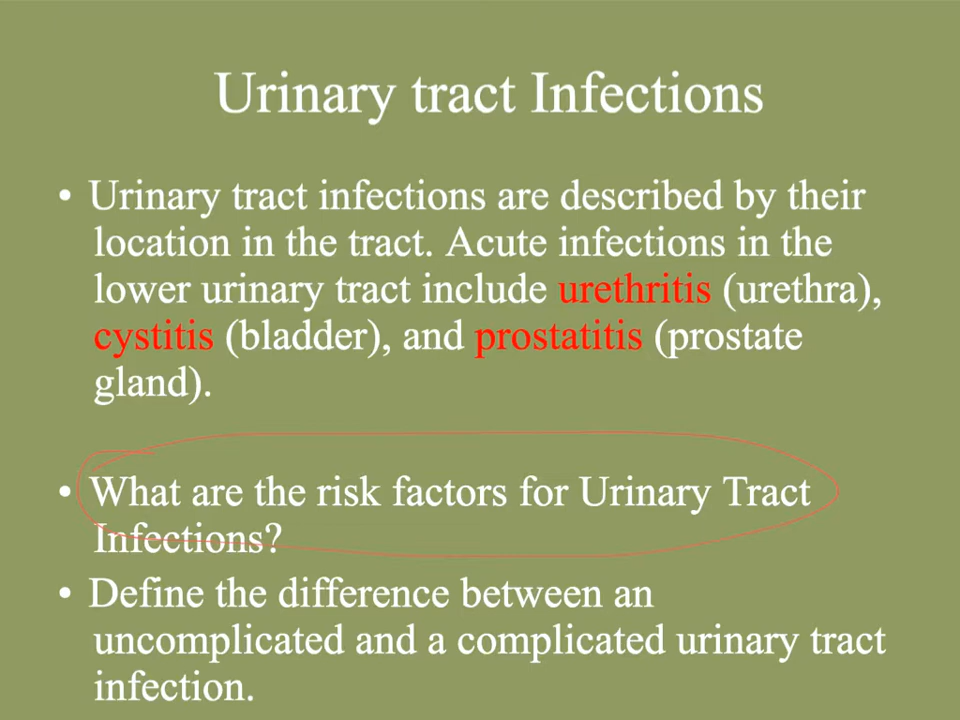 Urinary tract Infections
• Urinary tract infections are described by their
location in the tract. Acute infections in the
lower urinary tract include urethritis (urethra),
cystitis (bladder), and prostatitis (prostate
gland).
• What are the risk factors for Urinary Tract
Infections?
• Define the difference between an
uncomplicated and a complicated urinary tract
infection.